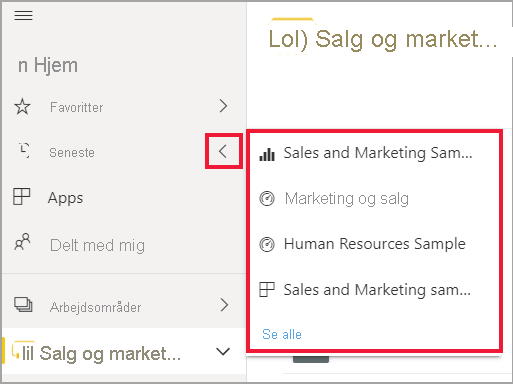 n Hjem
Favoritter
Seneste
Apps
Delt med mig
Arbejdsområder
lil Salg og market...
Lol) Salg og market...
Sales and Marketing Sam...
Marketing og salg
Human Resources Sample
Sales and Marketing sam...
Se alle